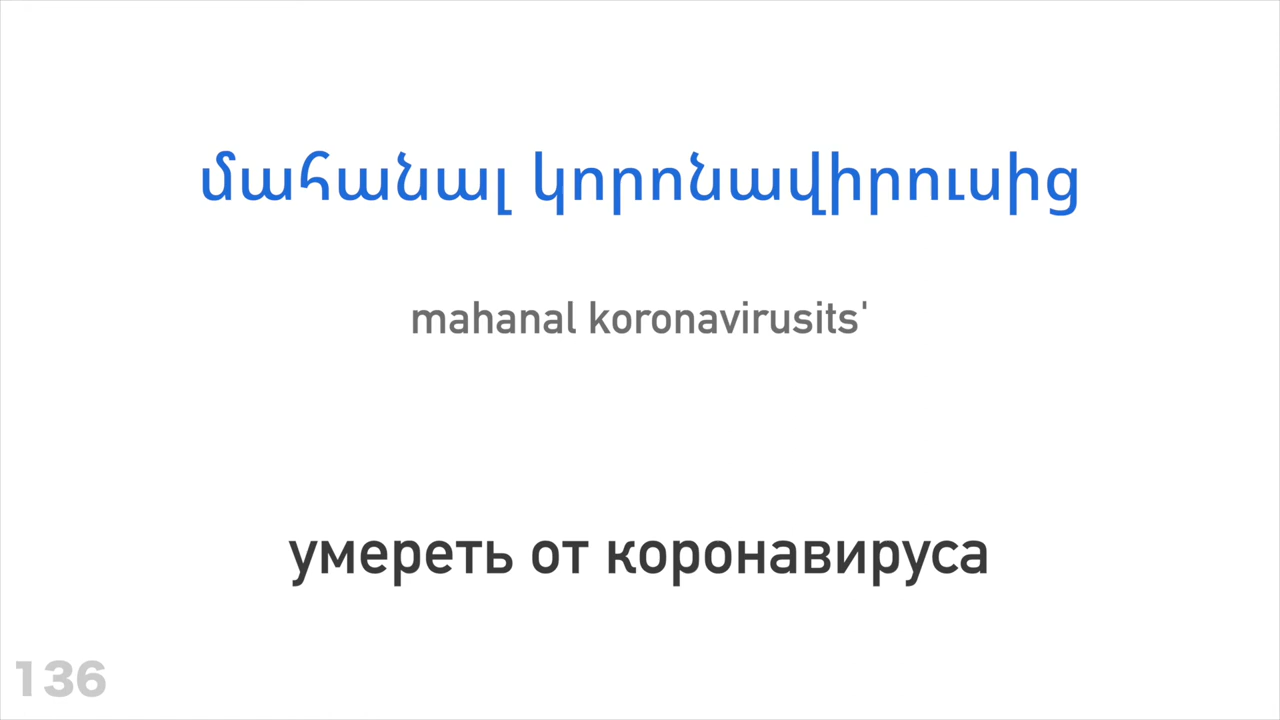 մահանալ կորոնավիրուսից
mahanal koronavirusits'
умереть от коронавируса
136